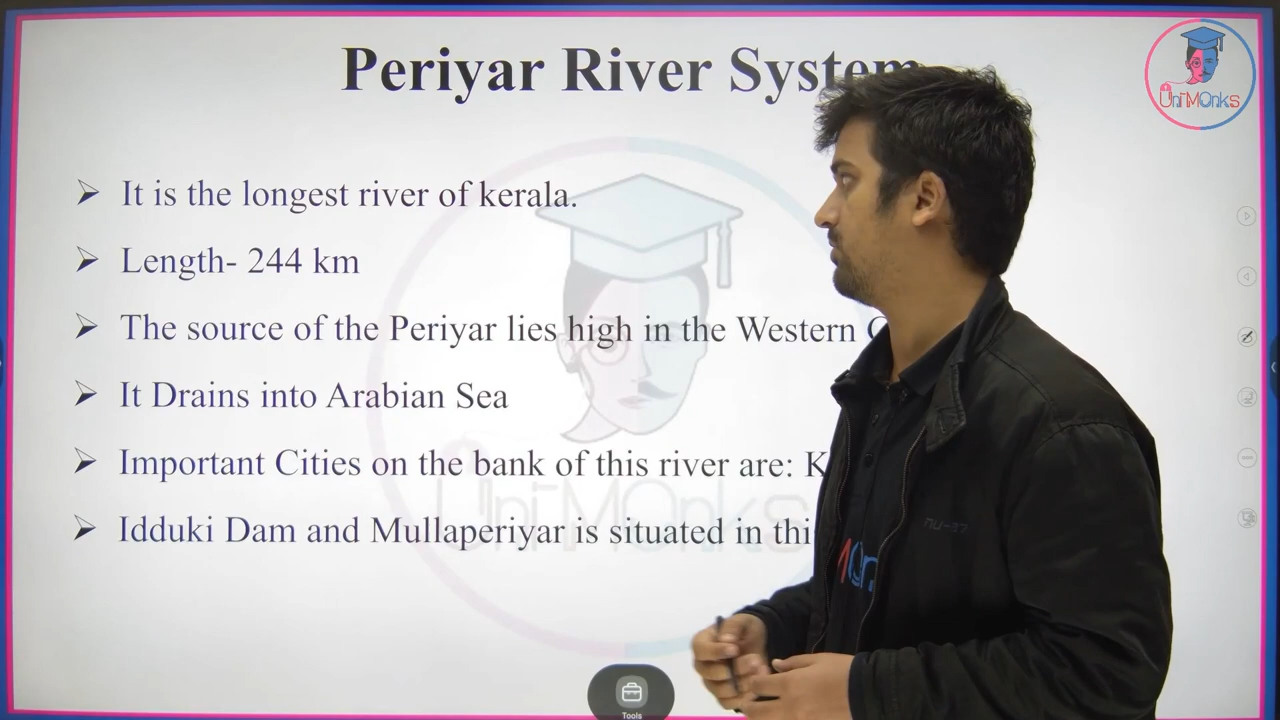 Periyar River System
UniMOnks
➢ It is the longest river of kerala.
➢ Length- 244 km
➢ The source of the Periyar lies high in the Western
➢ It Drains into Arabian Sea
➢ Important Cities on the bank of this river are:
➢ Idduki Dam and Mullaperiyar is situated in
UniMOnks
Tools